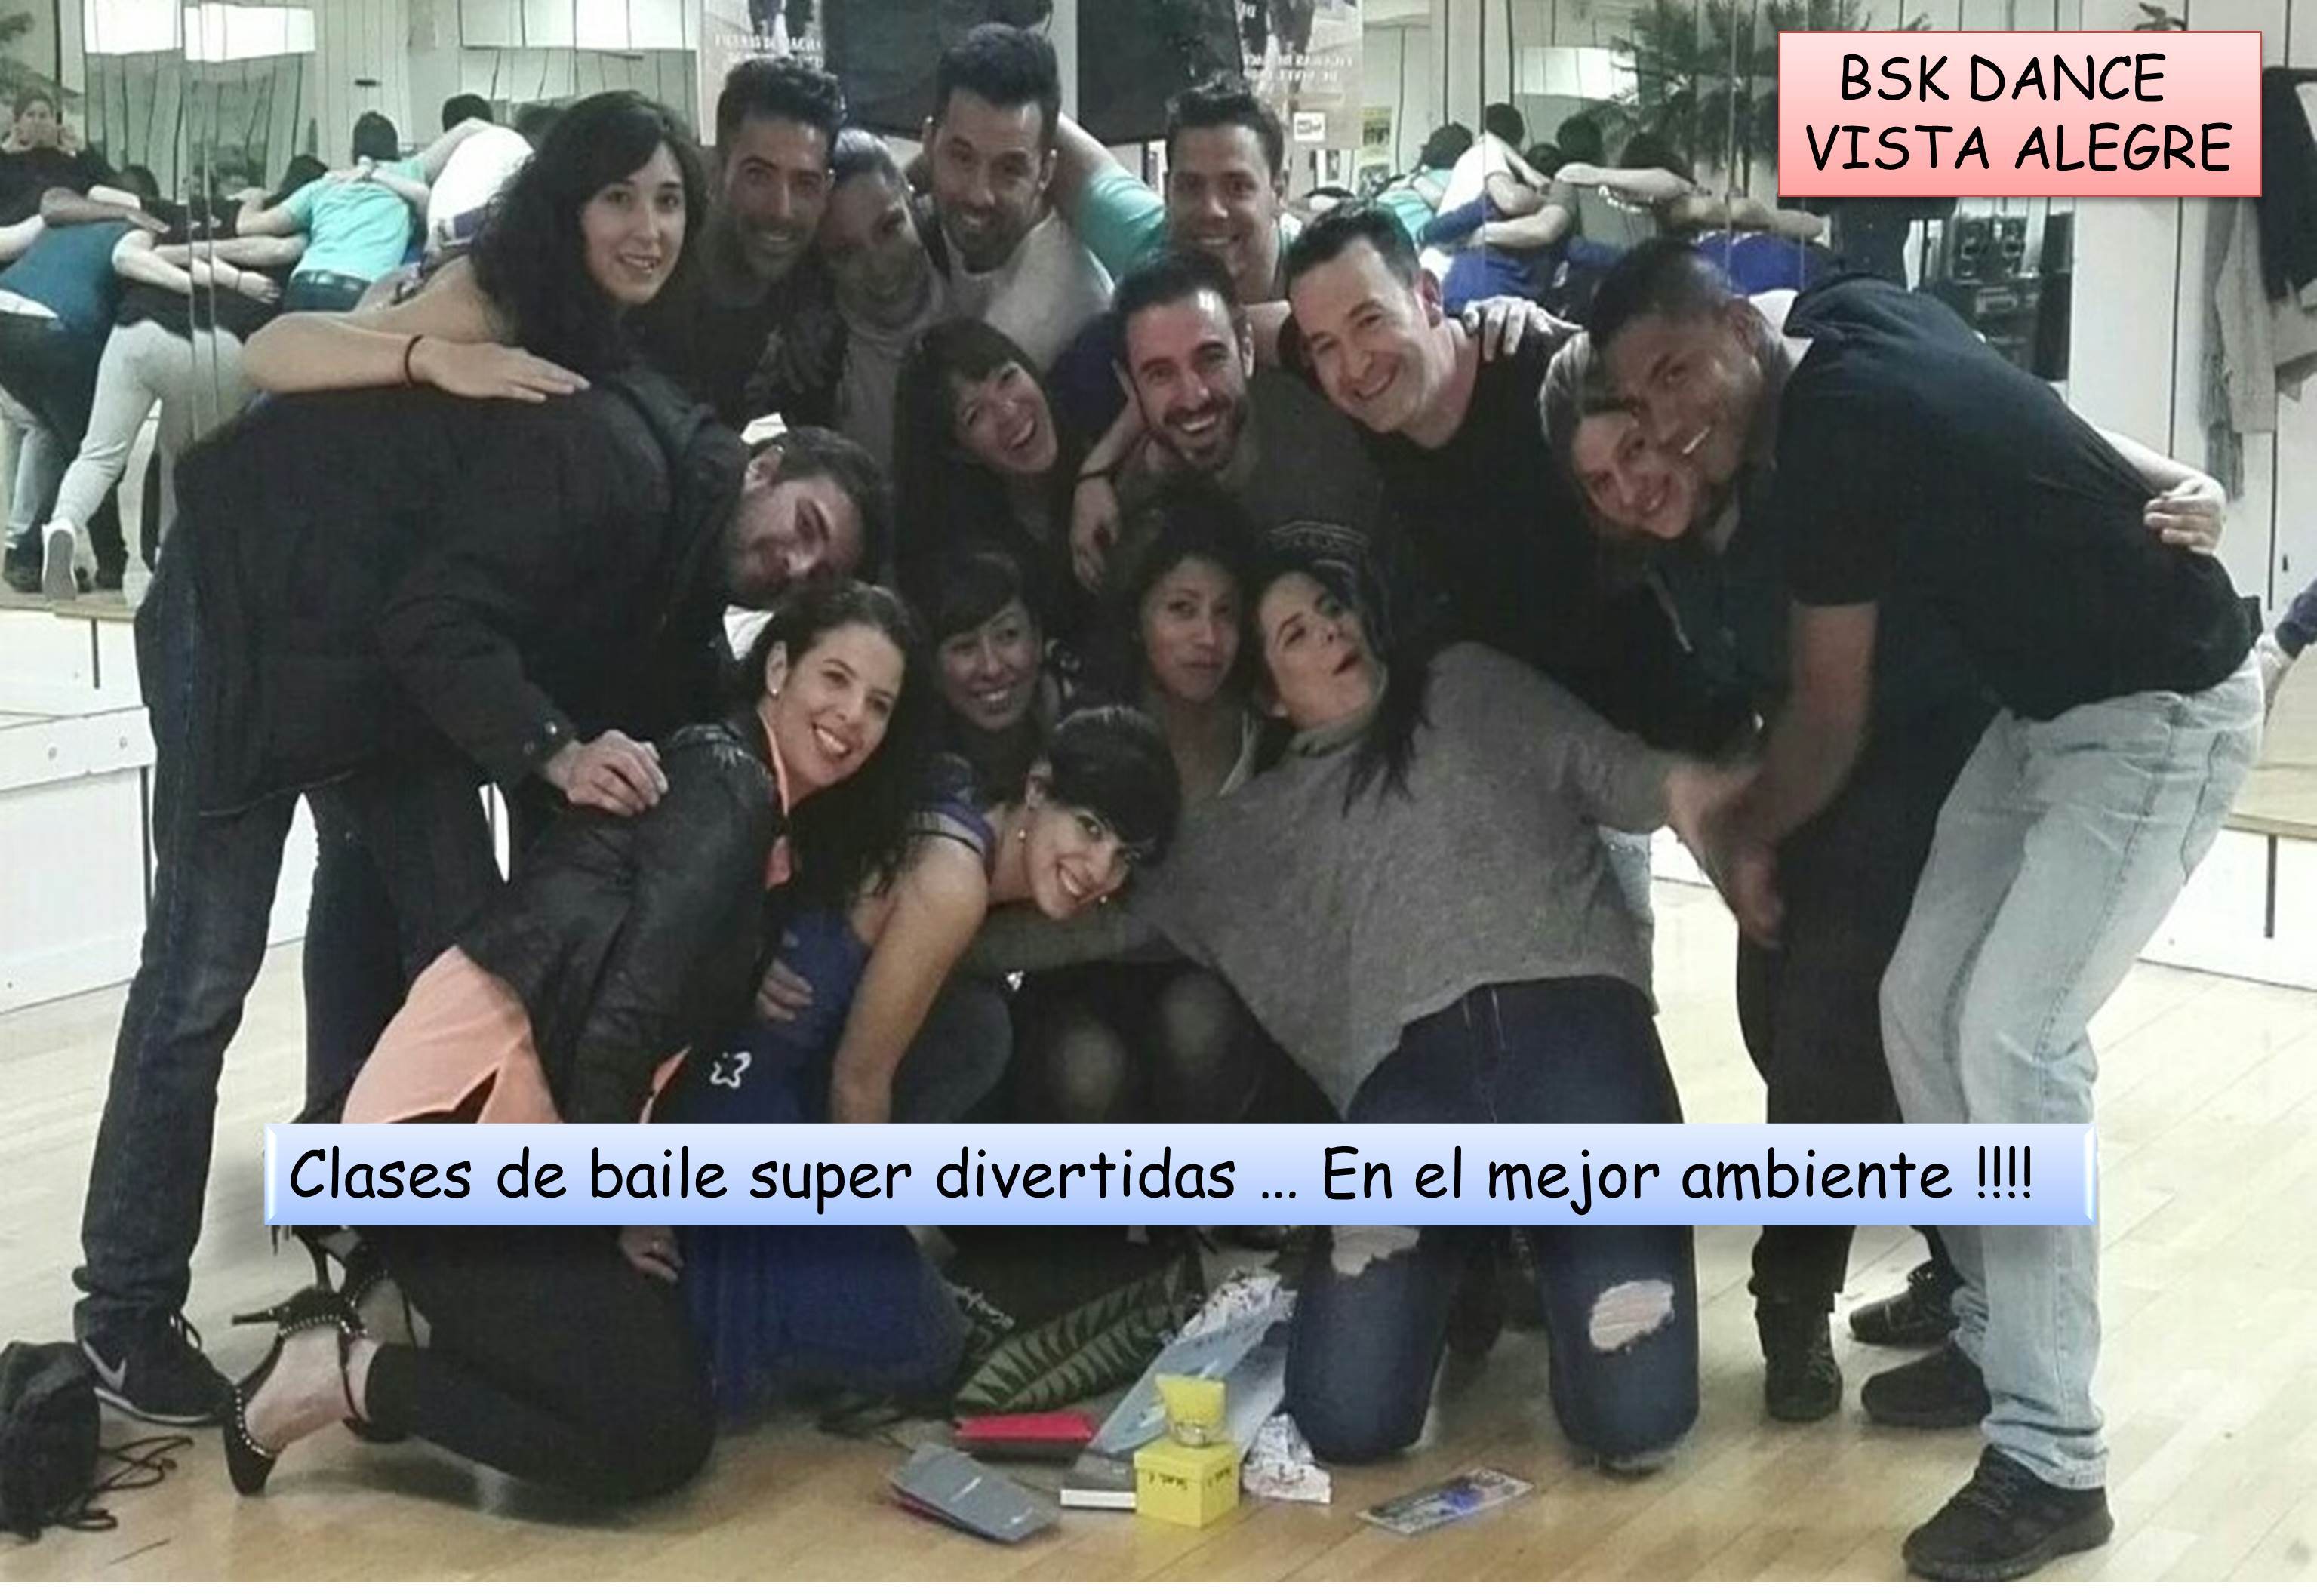 BSK DANCE
VISTA ALEGRE
Clases de baile super divertidas ... En el mejor ambiente !!!!